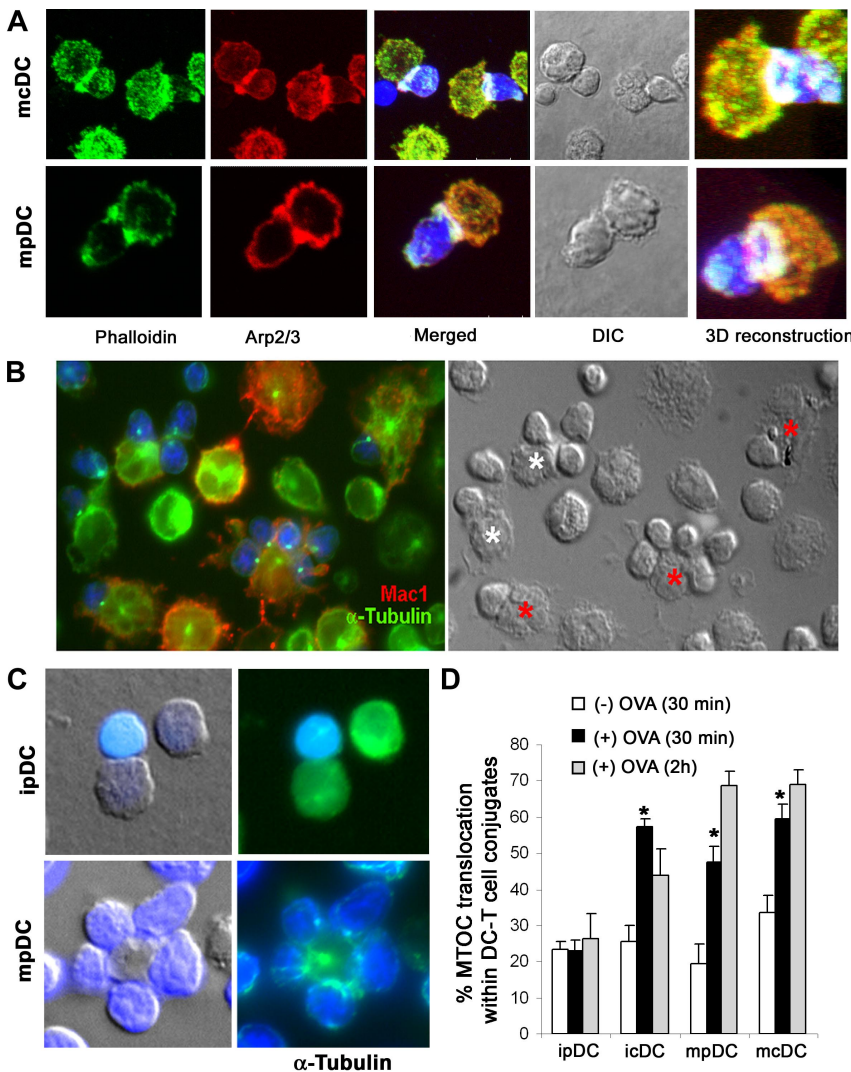 A
mcDC
mpDC
Phalloidin Arp2/3 Merged DIC 3D reconstruction
B
*
*
*
*
*
Mac1
α-Tubulin
C
ipDC
mpDC
α-Tubulin
D
(-) OVA (30 min)
(+) OVA (30 min)
(+) OVA (2h)
% MTOC translocation
within DC-T cell conjugates
80
70
60
50
40
30
20
10
0
*
*
*
ipDC icDC mpDC mcDC